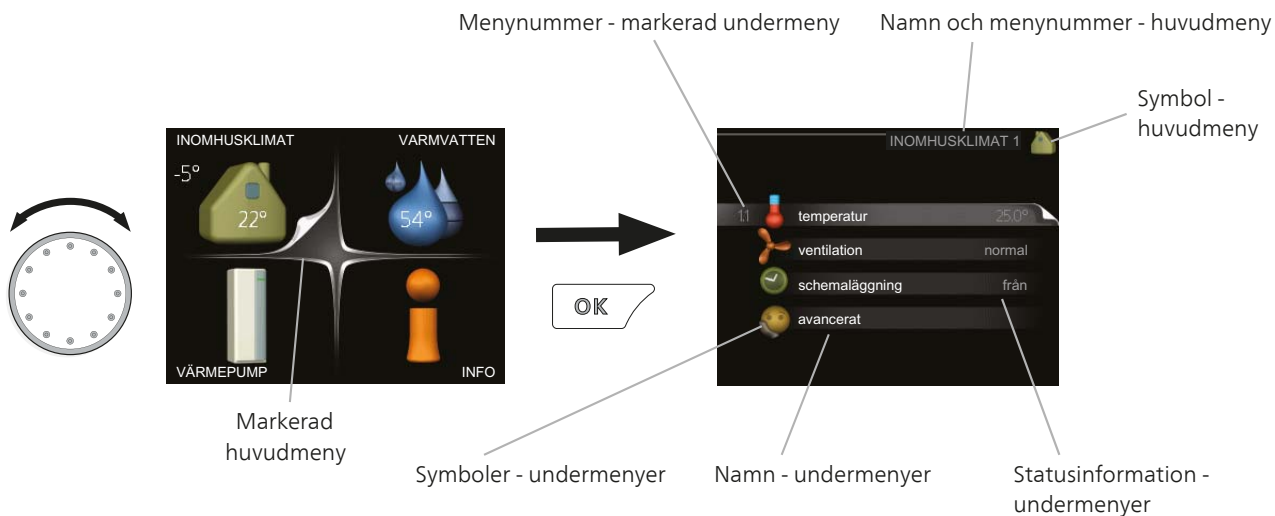 Menynummer - markerad undermeny
Namn och menynummer - huvudmeny
Symbol -
huvudmeny
INOMHUSKLIMAT
VARMVATTEN
-5°
22°
54°
VÄRMEPUMP
INFO
Markerad
huvudmeny
OK
INOMHUSKLIMAT 1
1.1 temperatur 25.0°
ventilation normal
schemaläggning från
avancerat
Symboler - undermenyer
Namn - undermenyer
Statusinformation -
undermenyer